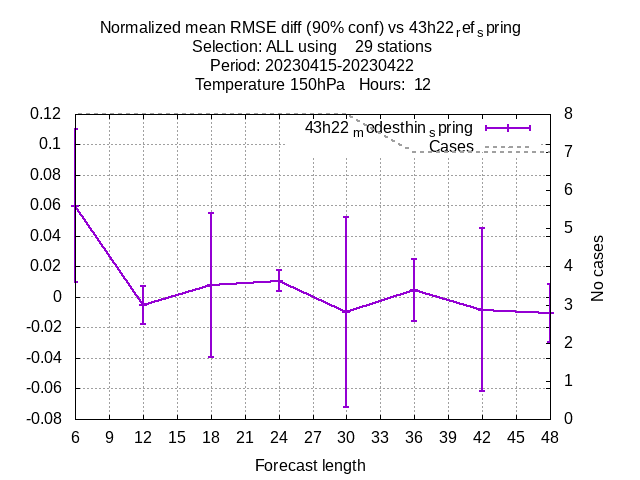 Normalized mean RMSE diff (90% conf) vs 43h22ref_spring
Selection: ALL using 29 stations
Period: 20230415-20230422
Temperature 150hPa Hours: 12
43h22modesthin_spring
Cases
0.12
0.1
0.08
0.06
0.04
0.02
0
-0.02
-0.04
-0.06
-0.08
8
7
6
5
4
3
2
1
0
No cases
6 9 12 15 18 21 24 27 30 33 36 39 42 45 48
Forecast length